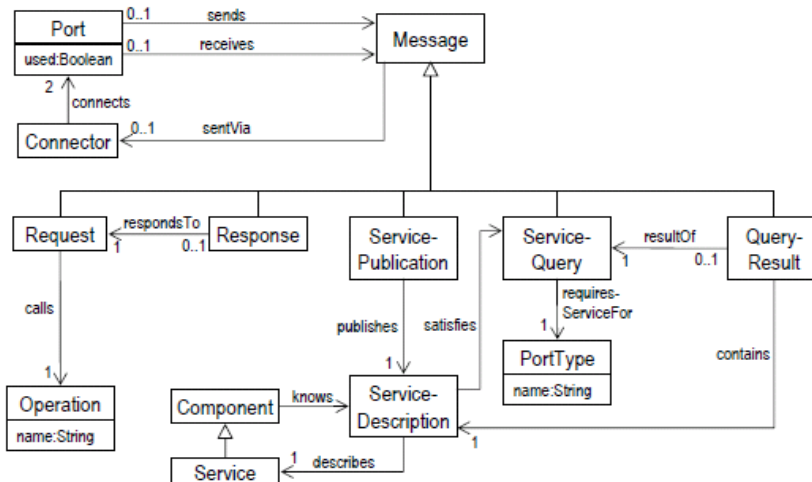 Port
0..1
sends
Message
used:Boolean
0..1
receives
2
connects
Connector
0..1
sentVia
Request
respondsTo
1
0..1
Response
Service-
Publication
Service-
Query
resultOf
1
0..1
Query-
Result
calls
publishes
satisfies
requires-
ServiceFor
contains
1
1
1
PortType
name:String
Operation
name:String
Component
knows
Service-
Description
1
Service
1
describes